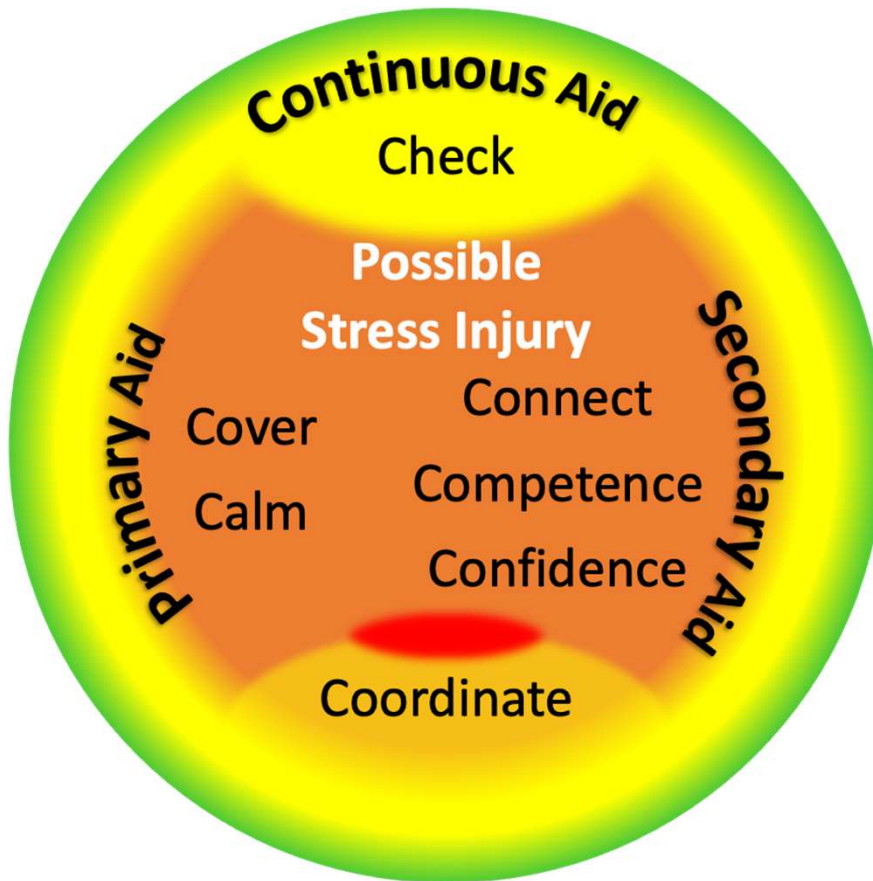 Continuous Aid
Check
Possible
Stress Injury
Primary Aid
Cover
Calm
Secondary Aid
Connect
Competence
Confidence
Coordinate